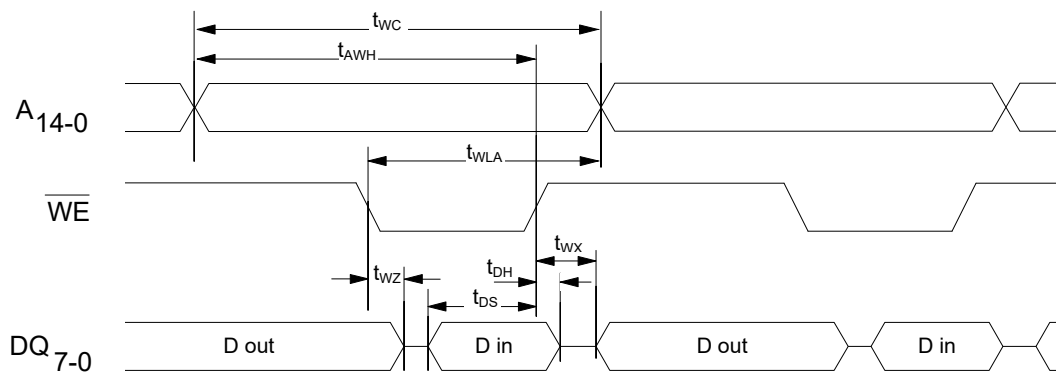 tWC
tAWH
A14-0
tWLA
WE
tWX
tWZ
tDH
tDS
DQ7-0
D out
D in
D out
D in